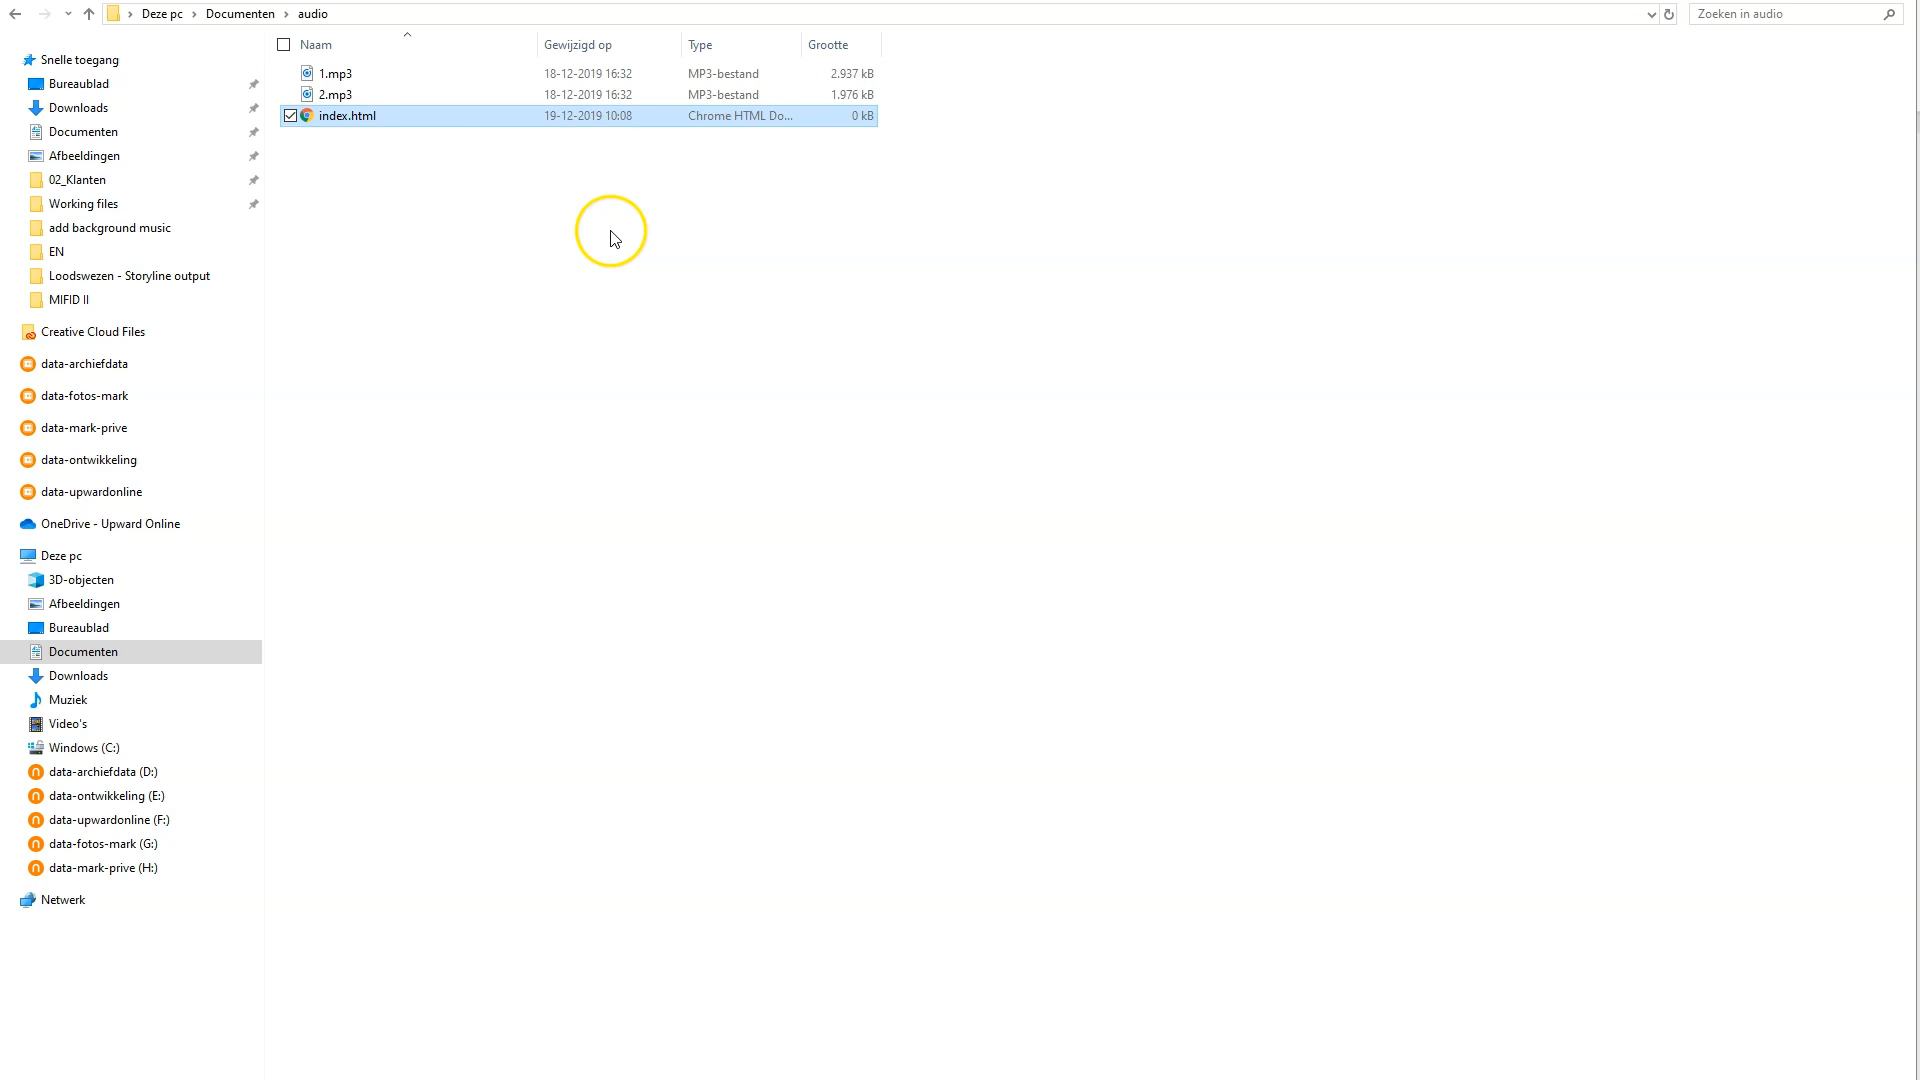 Deze pc Documenten audio
Zoeken in audio
Naam Gewijzigd op Type Grootte
1.mp3 18-12-2019 16:32 MP3-bestand 2.937 kB
2.mp3 18-12-2019 16:32 MP3-bestand 1.976 kB
index.html 19-12-2019 10:08 Chrome HTML Do... 0 kB
Snelle toegang
Bureaublad
Downloads
Documenten
Afbeeldingen
02_Klanten
Working files
add background music
EN
Loodswezen - Storyline output
MIFID II
Creative Cloud Files
data-archiefdata
data-fotos-mark
data-mark-prive
data-ontwikkeling
data-upwardonline
OneDrive - Upward Online
Deze pc
3D-objecten
Afbeeldingen
Bureaublad
Documenten
Downloads
Muziek
Video's
Windows (C:)
data-archiefdata (D:)
data-ontwikkeling (E:)
data-upwardonline (F:)
data-fotos-mark (G:)
data-mark-prive (H:)
Netwerk